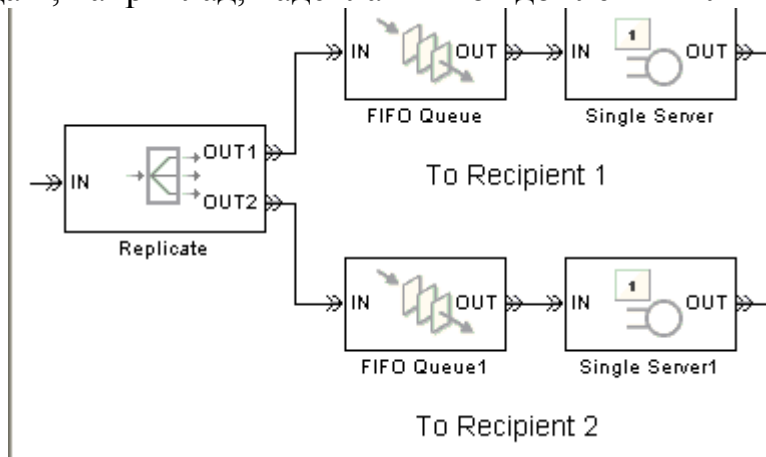 IN
OUT
FIFO Queue
IN
1
OUT
Single Server
To Recipient 1
IN
OUT1
OUT2
Replicate
IN
OUT
FIFO Queue1
IN
1
OUT
Single Server1
To Recipient 2